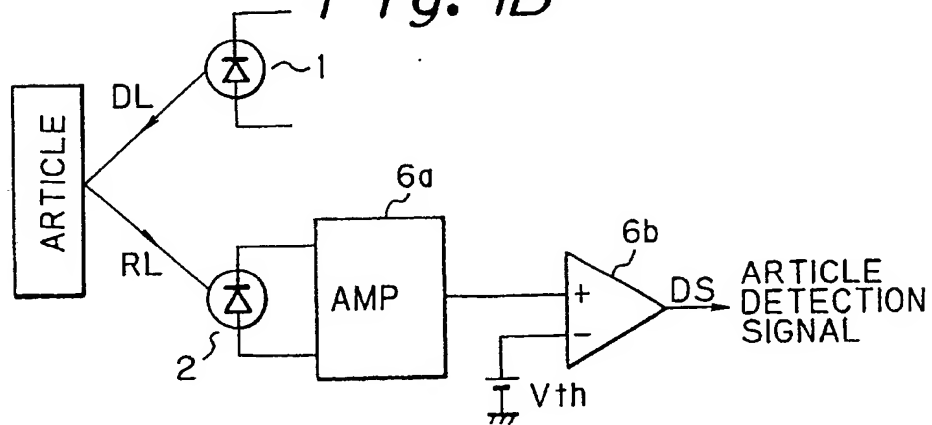 Fig. 1B
1
DL
ARTICLE
RL
2
6a
AMP
6b
+
−
Vth
DS
ARTICLE
DETECTION
SIGNAL